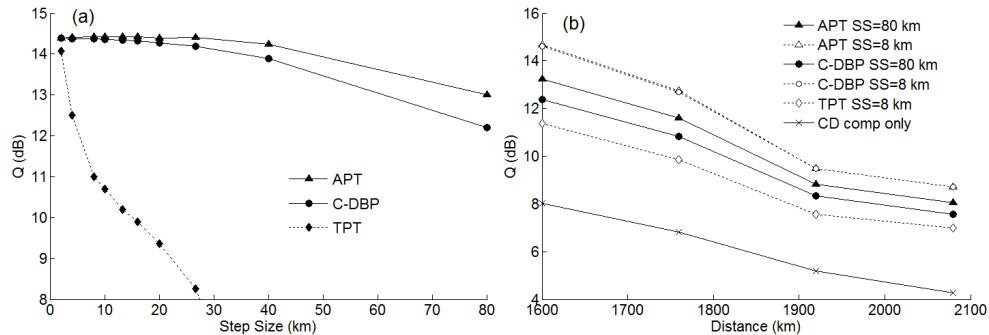 (a)
15
14
13
12
11
10
9
8
Q (dB)
0 10 20 30 40 50 60 70 80
Step Size (km)
APT
C-DBP
TPT
(b)
16
14
12
10
8
6
4
Q (dB)
1600 1700 1800 1900 2000 2100
Distance (km)
APT SS=80 km
APT SS=8 km
C-DBP SS=80 km
C-DBP SS=8 km
TPT SS=8 km
CD comp only